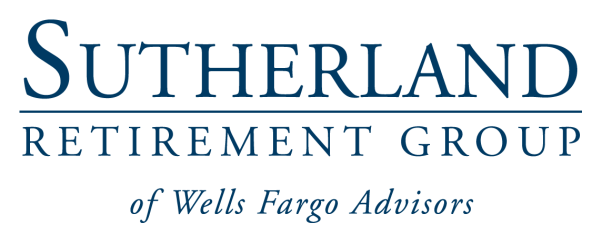 SUTHERLAND
RETIREMENT GROUP
of Wells Fargo Advisors